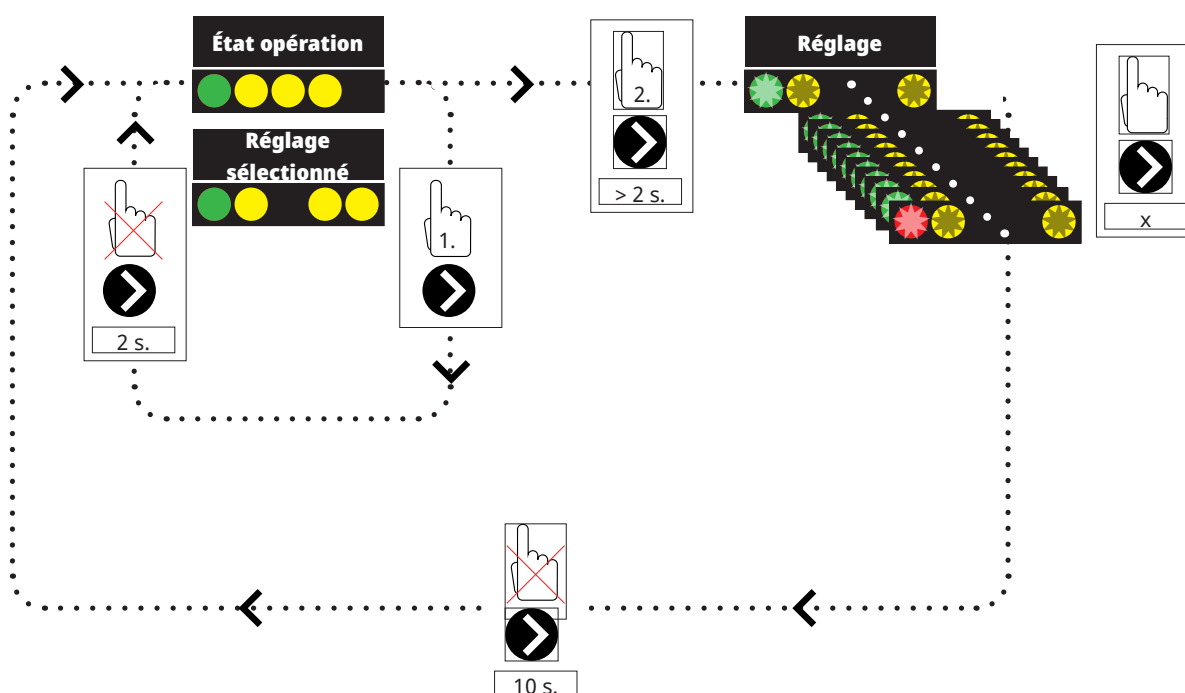 État opération
Réglage
sélectionné
2 s.
1.
2.
> 2 s.
Réglage
x
10 s.